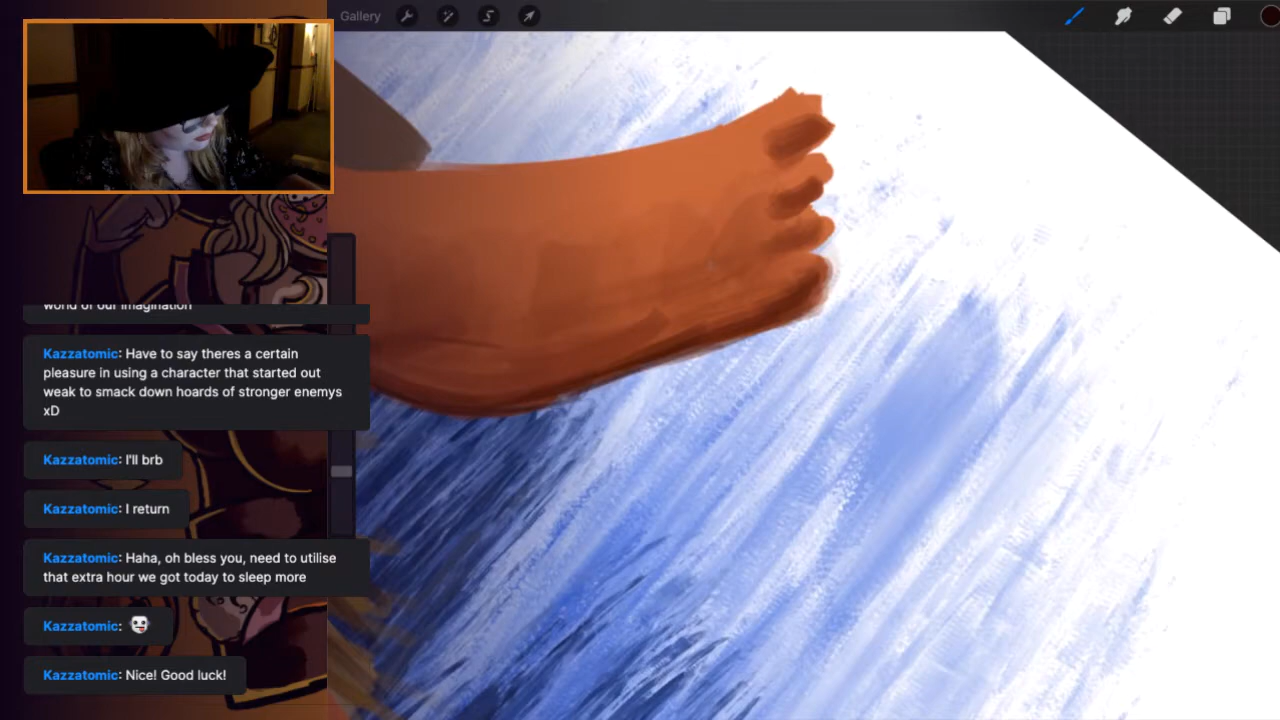 Gallery
world of our imagination
Kazzatomic: Have to say theres a certain
pleasure in using a character that started out
weak to smack down hoards of stronger enemys
xD
Kazzatomic: I'll brb
Kazzatomic: I return
Kazzatomic: Haha, oh bless you, need to utilise
that extra hour we got today to sleep more
Kazzatomic:
Kazzatomic: Nice! Good luck!